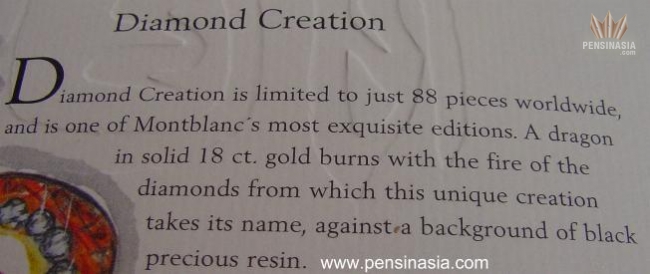 Diamond Creation
PENSINASIA
.com
Diamond Creation is limited to just 88 pieces worldwide,
and is one of Montblanc´s most exquisite editions. A dragon
in solid 18 ct. gold burns with the fire of the
diamonds from which this unique creation
takes its name, against a background of black
precious resin.
www.pensinasia.com